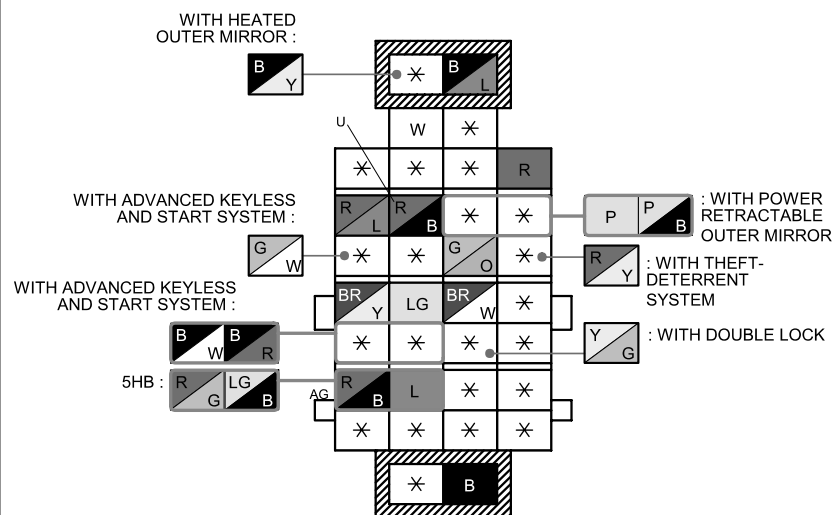 WITH HEATED
OUTER MIRROR :
B Y
* B L
U
W *
* * * R
WITH ADVANCED KEYLESS
AND START SYSTEM :
R L R B * *
P P B
: WITH POWER
RETRACTABLE
OUTER MIRROR
G W
* * G O *
R Y
: WITH THEFT-
DETERRENT
SYSTEM
WITH ADVANCED KEYLESS
AND START SYSTEM :
BR Y LG BR W *
B W B R
* * * *
Y G
: WITH DOUBLE LOCK
5HB :
R G LG B
AG
R B L * *
* * * *
* B